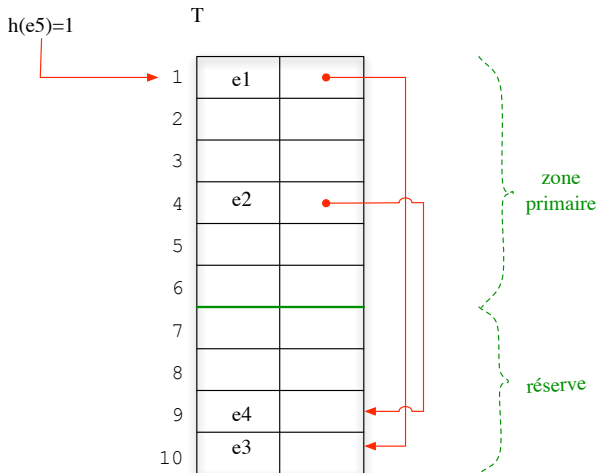 T
h(e5)=1
1 e1
2
3
4 e2
5
6
7
8
9 e4
10 e3
zone
primaire
réserve